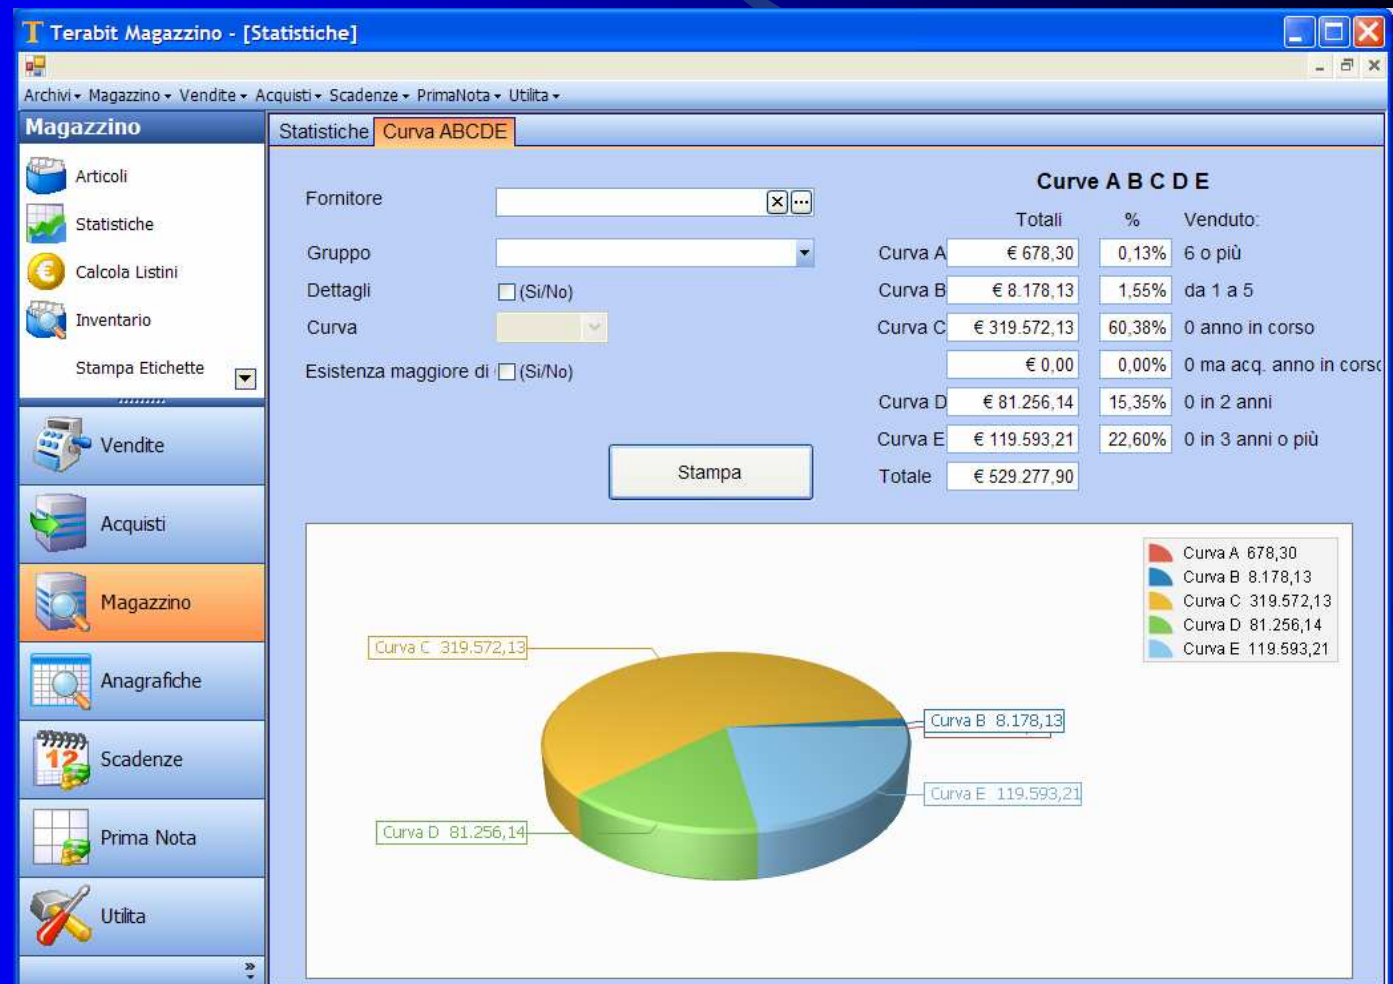 Terabit Magazzino - [Statistiche]
Archivi Magazzino Vendite Acquisti Scadenze PrimaNota Utilita
Magazzino
Articoli
Statistiche
Calcola Listini
Inventario
Stampa Etichette
Vendite
Acquisti
Magazzino
Anagrafiche
Scadenze
12
Prima Nota
Utilita
Statistiche Curva ABCDE
Fornitore
Gruppo
Dettagli (Si/No)
Curva
Esistenza maggiore di (Si/No)
Stampa
Curve A B C D E
Totali % Venduto:
Curva A € 678,30 0,13% 6 o più
Curva B € 8.178,13 1,55% da 1 a 5
Curva C € 319.572,13 60,38% 0 anno in corso
€ 0,00 0,00% 0 ma acq. anno in corso
Curva D € 81.256,14 15,35% 0 in 2 anni
Curva E € 119.593,21 22,60% 0 in 3 anni o più
Totale € 529.277,90
Curva A 678,30
Curva B 8.178,13
Curva C 319.572,13
Curva D 81.256,14
Curva E 119.593,21
Curva C 319.572,13
Curva B 8.178,13
Curva E 119.593,21
Curva D 81.256,14